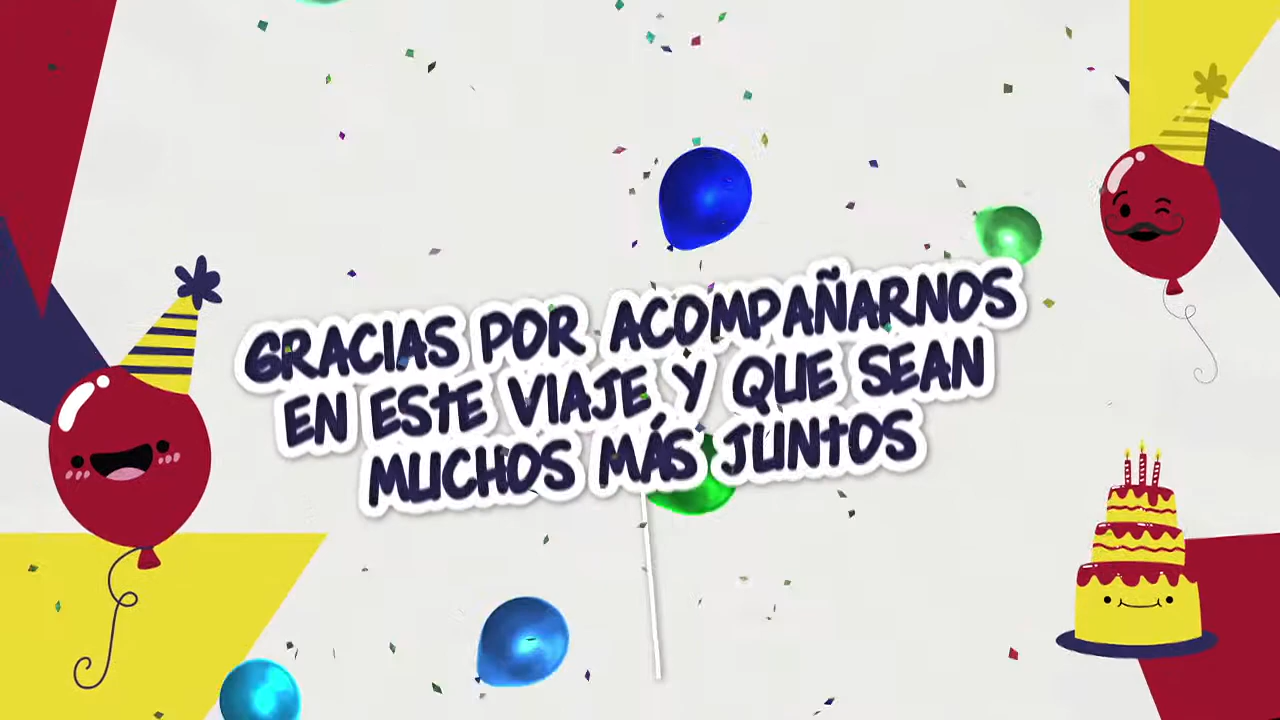 GRACIAS POR ACOMPAÑARNOS
EN ESTE VIAJE Y QUE SEAN
MUCHOS MÁS JUNTOS